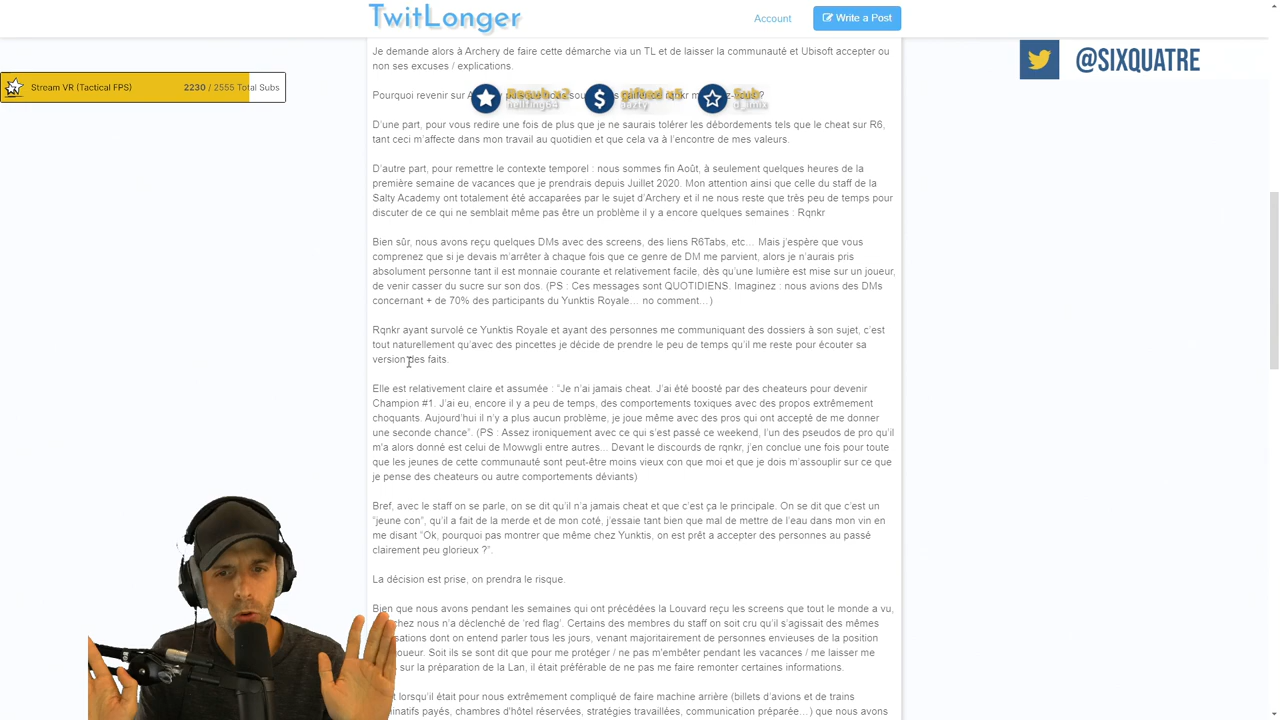 TwitLonger
Account
Write a Post
Je demande alors à Archery de faire cette démarche via un TL et de laisser la communauté et Ubisoft accepter ou
non ses excuses / explications.
@SIXQUATRE
Stream VR (Tactical FPS)
2230 / 2555 Total Subs
Pourquoi revenir sur
hellfing64
D'une part, pour vous redire une fois de plus que je ne saurais tolérer les débordements tels que le cheat sur R6,
tant ceci m'affecte dans mon travail au quotidien et que cela va à l'encontre de mes valeurs.
D'autre part, pour remettre le contexte temporel : nous sommes fin Août, à seulement quelques heures de la
première semaine de vacances que je prendrais depuis Juillet 2020. Mon attention ainsi que celle du staff de la
Salty Academy ont totalement été accaparées par le sujet d'Archery et il ne nous reste que très peu de temps pour
discuter de ce qui ne semblait même pas être un problème il y a encore quelques semaines : Rqnkr
Bien sûr, nous avons reçu quelques DMs avec des screens, des liens R6Tabs, etc... Mais j'espère que vous
comprenez que si je devais m'arrêter à chaque fois que ce genre de DM me parvient, alors je n'aurais pris
absolument personne tant il est monnaie courante et relativement facile, dès qu'une lumière est mise sur un joueur,
de venir casser du sucre sur son dos. (PS : Ces messages sont QUOTIDIENS. Imaginez : nous avions des DMs
concernant + de 70% des participants du Yunktis Royale... no comment...)
Rqnkr ayant survolé ce Yunktis Royale et ayant des personnes me communiquant des dossiers à son sujet, c'est
tout naturellement qu'avec des pincettes je décide de prendre le peu de temps qu'il me reste pour écouter sa
version des faits.
Elle est relativement claire et assumée : "Je n'ai jamais cheat. J'ai été boosté par des cheateurs pour devenir
Champion #1. J'ai eu, encore il y a peu de temps, des comportements toxiques avec des propos extrêmement
choquants. Aujourd'hui il n'y a plus aucun problème, je joue même avec des pros qui ont accepté de me donner
une seconde chance". (PS : Assez ironiquement avec ce qui s'est passé ce weekend, l'un des pseudos de pro qu'il
m'a alors donné est celui de Mowwgli entre autres... Devant le discourds de rqnkr, j'en conclue une fois pour toute
que les jeunes de cette communauté sont peut-être moins vieux con que moi et que je dois m'assouplir sur ce que
je pense des cheateurs ou autre comportements déviants)
Bref, avec le staff on se parle, on se dit qu'il n'a jamais cheat et que c'est ça le principale. On se dit que c'est un
"jeune con", qu'il a fait de la merde et de mon coté, j'essaie tant bien que mal de mettre de l'eau dans mon vin en
me disant "Ok, pourquoi pas montrer que même chez Yunktis, on est prêt a accepter des personnes au passé
clairement peu glorieux ?".
La décision est prise, on prendra le risque.
Bien que nous avons pendant les semaines qui ont précédées la Louvard reçu les screens que tout le monde a vu,
chez nous n'a déclenché de 'red flag'. Certains des membres du staff on soit cru qu'il s'agissait des mêmes
sations dont on entend parler tous les jours, venant majoritairement de personnes envieuses de la position
joueur. Soit ils se sont dit que pour me protéger / ne pas m'embêter pendant les vacances / me laisser me
sur la préparation de la Lan, il était préférable de ne pas me faire remonter certaines informations.
t lorsqu'il était pour nous extrêmement compliqué de faire machine arrière (billets d'avions et de trains
minatifs payés, chambres d'hôtel réservées, stratégies travaillées, communication préparée...) que nous avons